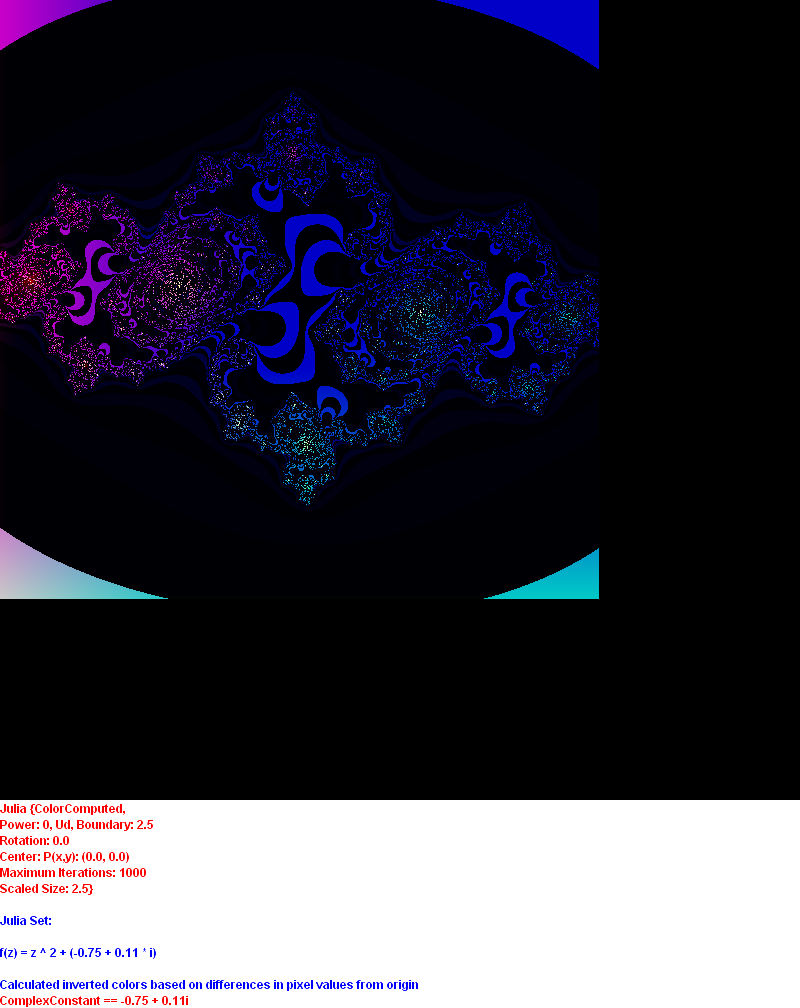 Julia {ColorComputed,
Power: 0, Ud, Boundary: 2.5
Rotation: 0.0
Center: P(x,y): (0.0, 0.0)
Maximum Iterations: 1000
Scaled Size: 2.5}
Julia Set:
f(z) = z ^ 2 + (-0.75 + 0.11 * i)
Calculated inverted colors based on differences in pixel values from origin
ComplexConstant == -0.75 + 0.11i